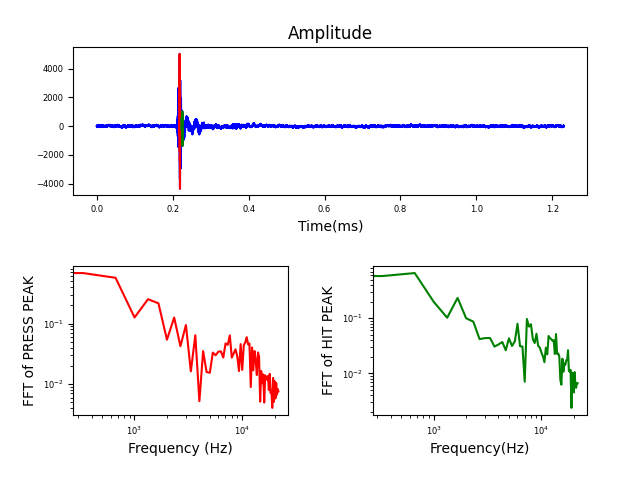 Amplitude
4000
2000
0
−2000
−4000
0.0 0.2 0.4 0.6 0.8 1.0 1.2
Time(ms)
FFT of PRESS PEAK
10⁻¹
10⁻²
10³ 10⁴
Frequency (Hz)
FFT of HIT PEAK
10⁻¹
10⁻²
10³ 10⁴
Frequency(Hz)